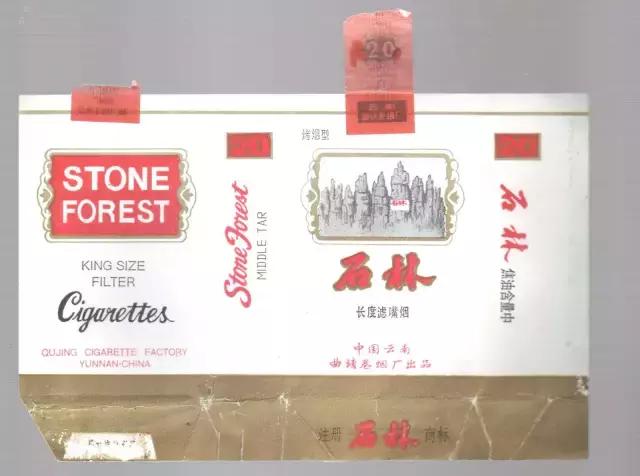 STONE
FOREST
KING SIZE
FILTER
Cigarettes
QUJING CIGARETTE FACTORY
YUNNAN·CHINA
20
Stone Forest
MIDDLE TAR
20
烤烟型
石林
石林
长度滤嘴烟
中国云南
曲靖卷烟厂出品
20
石林
焦油含量中
注册 石林 商标